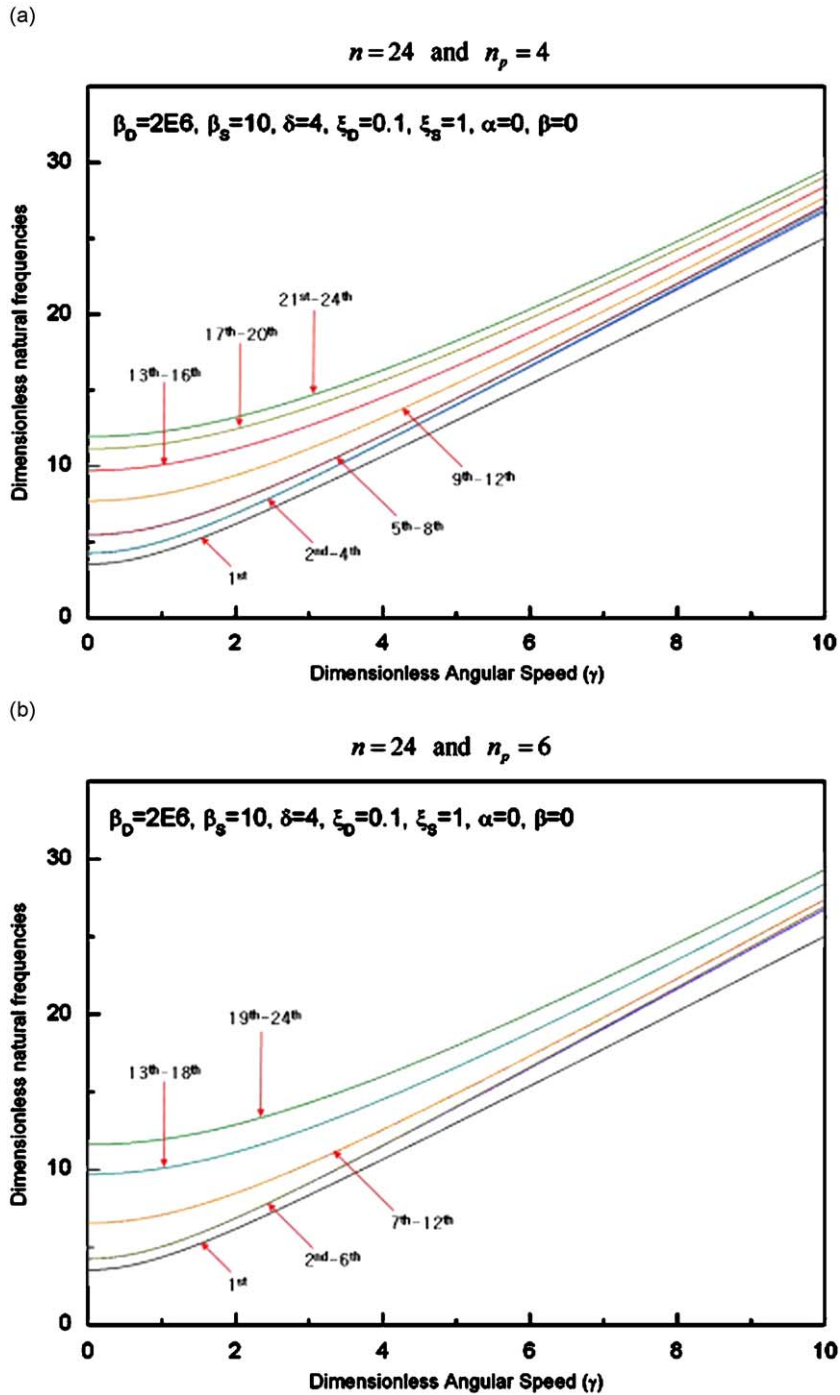 (a)
n = 24 and nₚ = 4
β_D=2E6, β_S=10, δ=4, ξ_D=0.1, ξ_S=1, α=0, β=0
30
20
10
0
Dimensionless natural frequencies
21ˢᵗ-24ᵗʰ
17ᵗʰ-20ᵗʰ
13ᵗʰ-16ᵗʰ
9ᵗʰ-12ᵗʰ
5ᵗʰ-8ᵗʰ
2ⁿᵈ-4ᵗʰ
1ˢᵗ
0 2 4 6 8 10
Dimensionless Angular Speed (γ)
(b)
n = 24 and nₚ = 6
β_D=2E6, β_S=10, δ=4, ξ_D=0.1, ξ_S=1, α=0, β=0
30
20
10
0
Dimensionless natural frequencies
19ᵗʰ-24ᵗʰ
13ᵗʰ-18ᵗʰ
7ᵗʰ-12ᵗʰ
2ⁿᵈ-6ᵗʰ
1ˢᵗ
0 2 4 6 8 10
Dimensionless Angular Speed (γ)